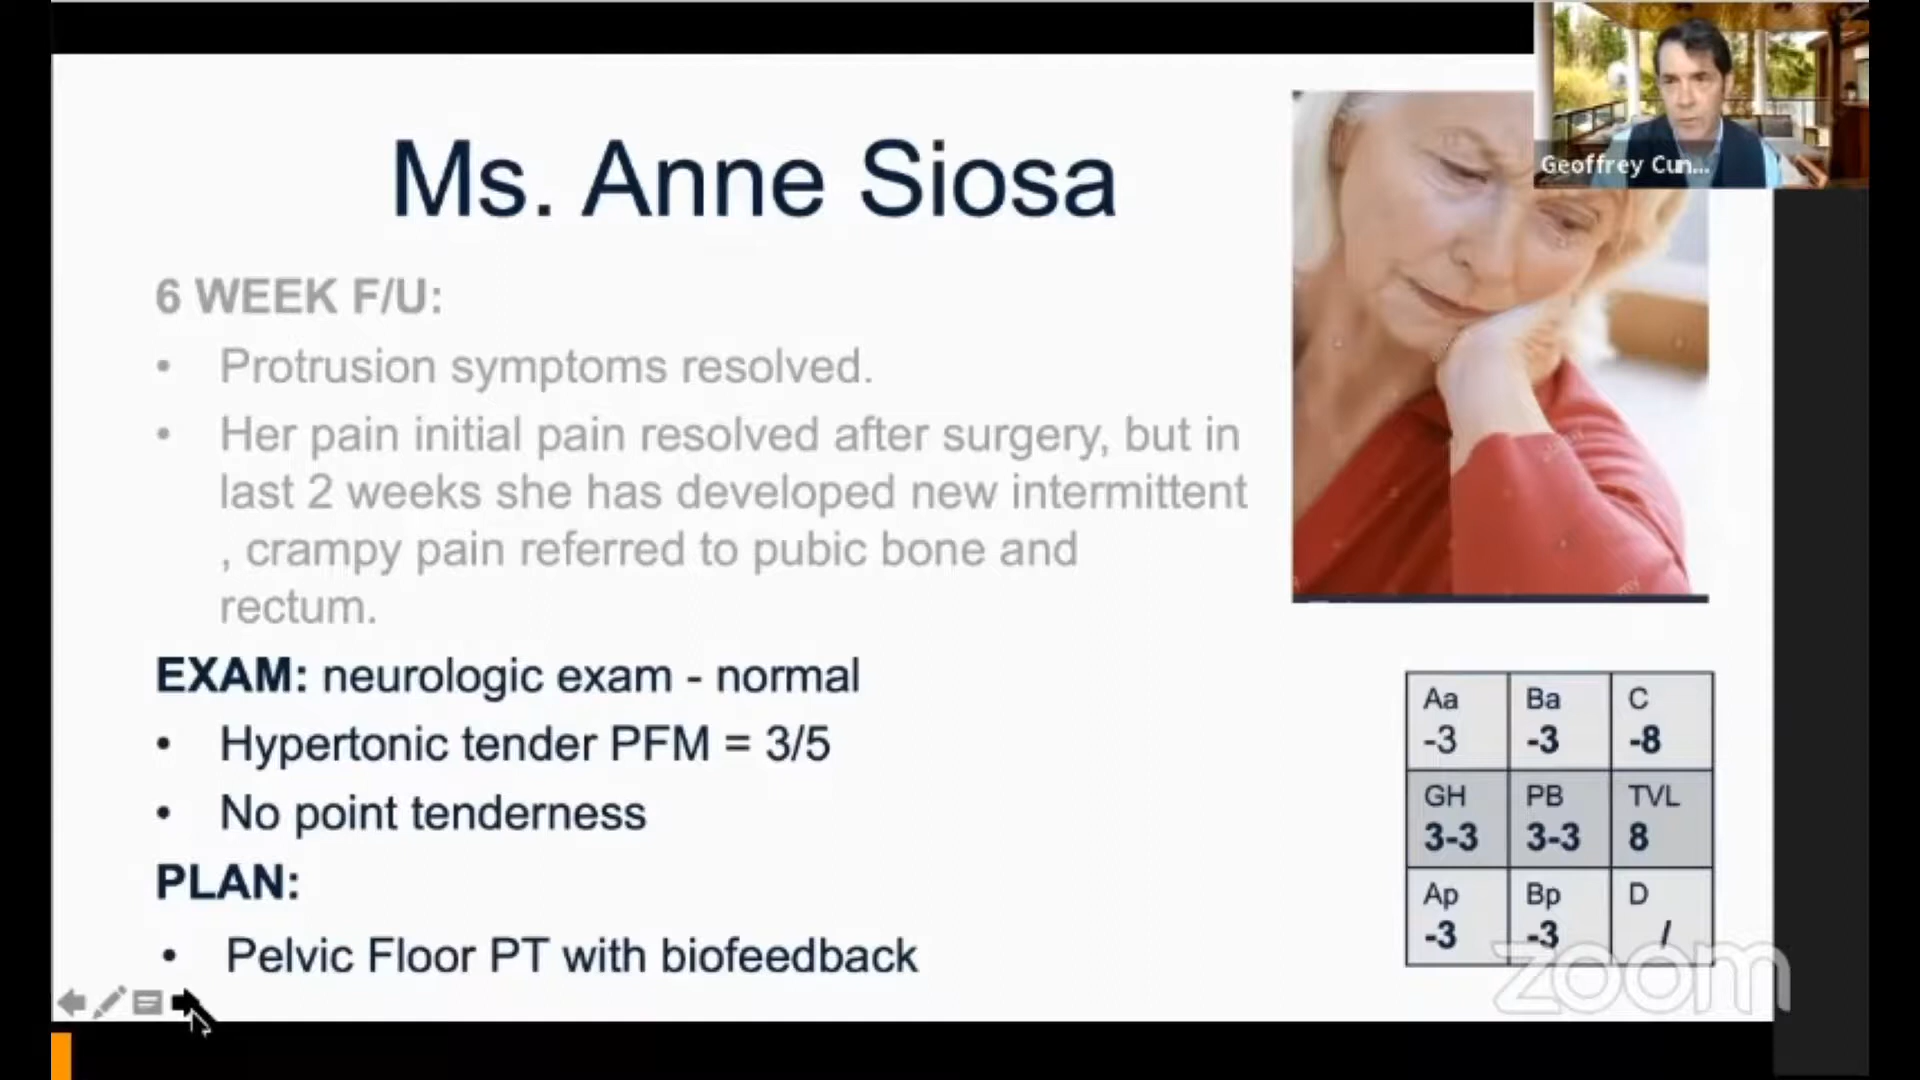 Geoffrey Cun...
Ms. Anne Siosa
6 WEEK F/U:
• Protrusion symptoms resolved.
• Her pain initial pain resolved after surgery, but in
last 2 weeks she has developed new intermittent
, crampy pain referred to pubic bone and
rectum.
EXAM: neurologic exam - normal
• Hypertonic tender PFM = 3/5
• No point tenderness
PLAN:
• Pelvic Floor PT with biofeedback
Aa Ba C
-3 -3 -8
GH PB TVL
3-3 3-3 8
Ap Bp D
-3 -3 /
zoom